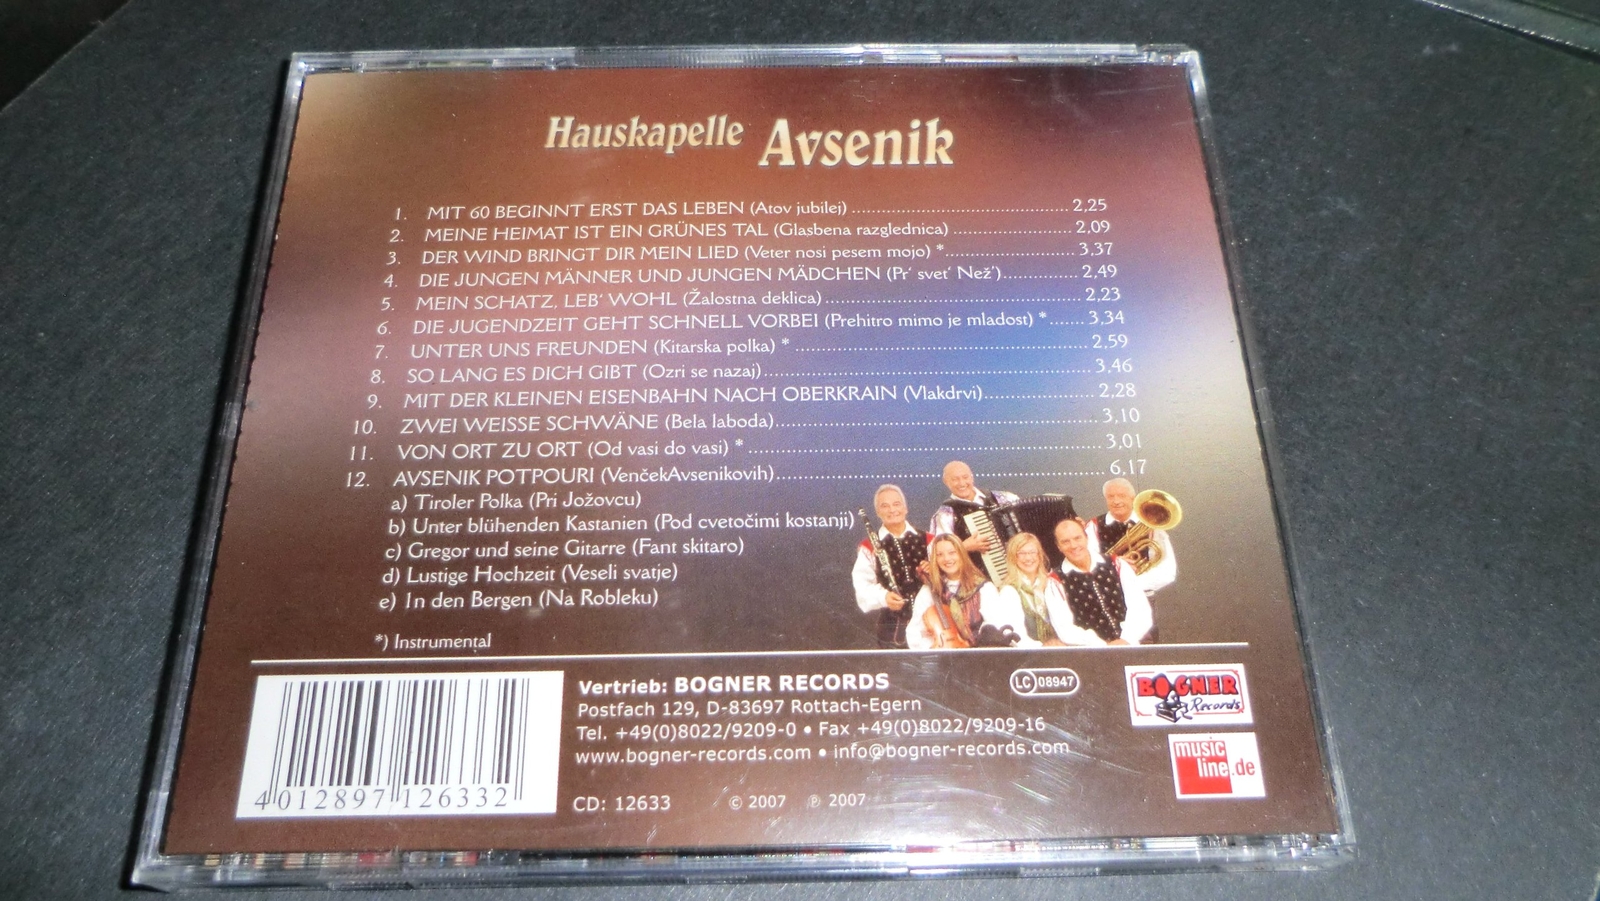 Hauskapelle Avsenik
1. MIT 60 BEGINNT ERST DAS LEBEN (Atov jubilej) ........................................ 2,25
2. MEINE HEIMAT IST EIN GRÜNES TAL (Glasbena razglednica) ...................... 2,09
3. DER WIND BRINGT DIR MEIN LIED (Veter nosi pesem mojo) *........................ 3,37
4. DIE JUNGEN MÄNNER UND JUNGEN MÄDCHEN (Pr' svet' Než')............... 2,49
5. MEIN SCHATZ, LEB' WOHL (Žalostna deklica)............................................... 2,23
6. DIE JUGENDZEIT GEHT SCHNELL VORBEI (Prehitro mimo je mladost) *....... 3,34
7. UNTER UNS FREUNDEN (Kitarska polka) * ..................................................... 2,59
8. SO LANG ES DICH GIBT (Ozri se nazaj)............................................................ 3,46
9. MIT DER KLEINEN EISENBAHN NACH OBERKRAIN (Vlakdrvi)................... 2,28
10. ZWEI WEISSE SCHWÄNE (Bela laboda)......................................................... 3,10
11. VON ORT ZU ORT (Od vasi do vasi) * ............................................................ 3,01
12. AVSENIK POTPOURI (VenčekAvsenikovih)......................................................... 6,17
a) Tiroler Polka (Pri Jožovcu)
b) Unter blühenden Kastanien (Pod cvetočimi kostanji)
c) Gregor und seine Gitarre (Fant skitaro)
d) Lustige Hochzeit (Veseli svatje)
e) In den Bergen (Na Robleku)
*) Instrumental
Vertrieb: BOGNER RECORDS
Postfach 129, D-83697 Rottach-Egern
Tel. +49(0)8022/9209-0 • Fax +49(0)8022/9209-16
www.bogner-records.com • info@bogner-records.com
CD: 12633 © 2007 ℗ 2007
4 012897 126332
LC 08947
BOGNER
Records
music
line.de